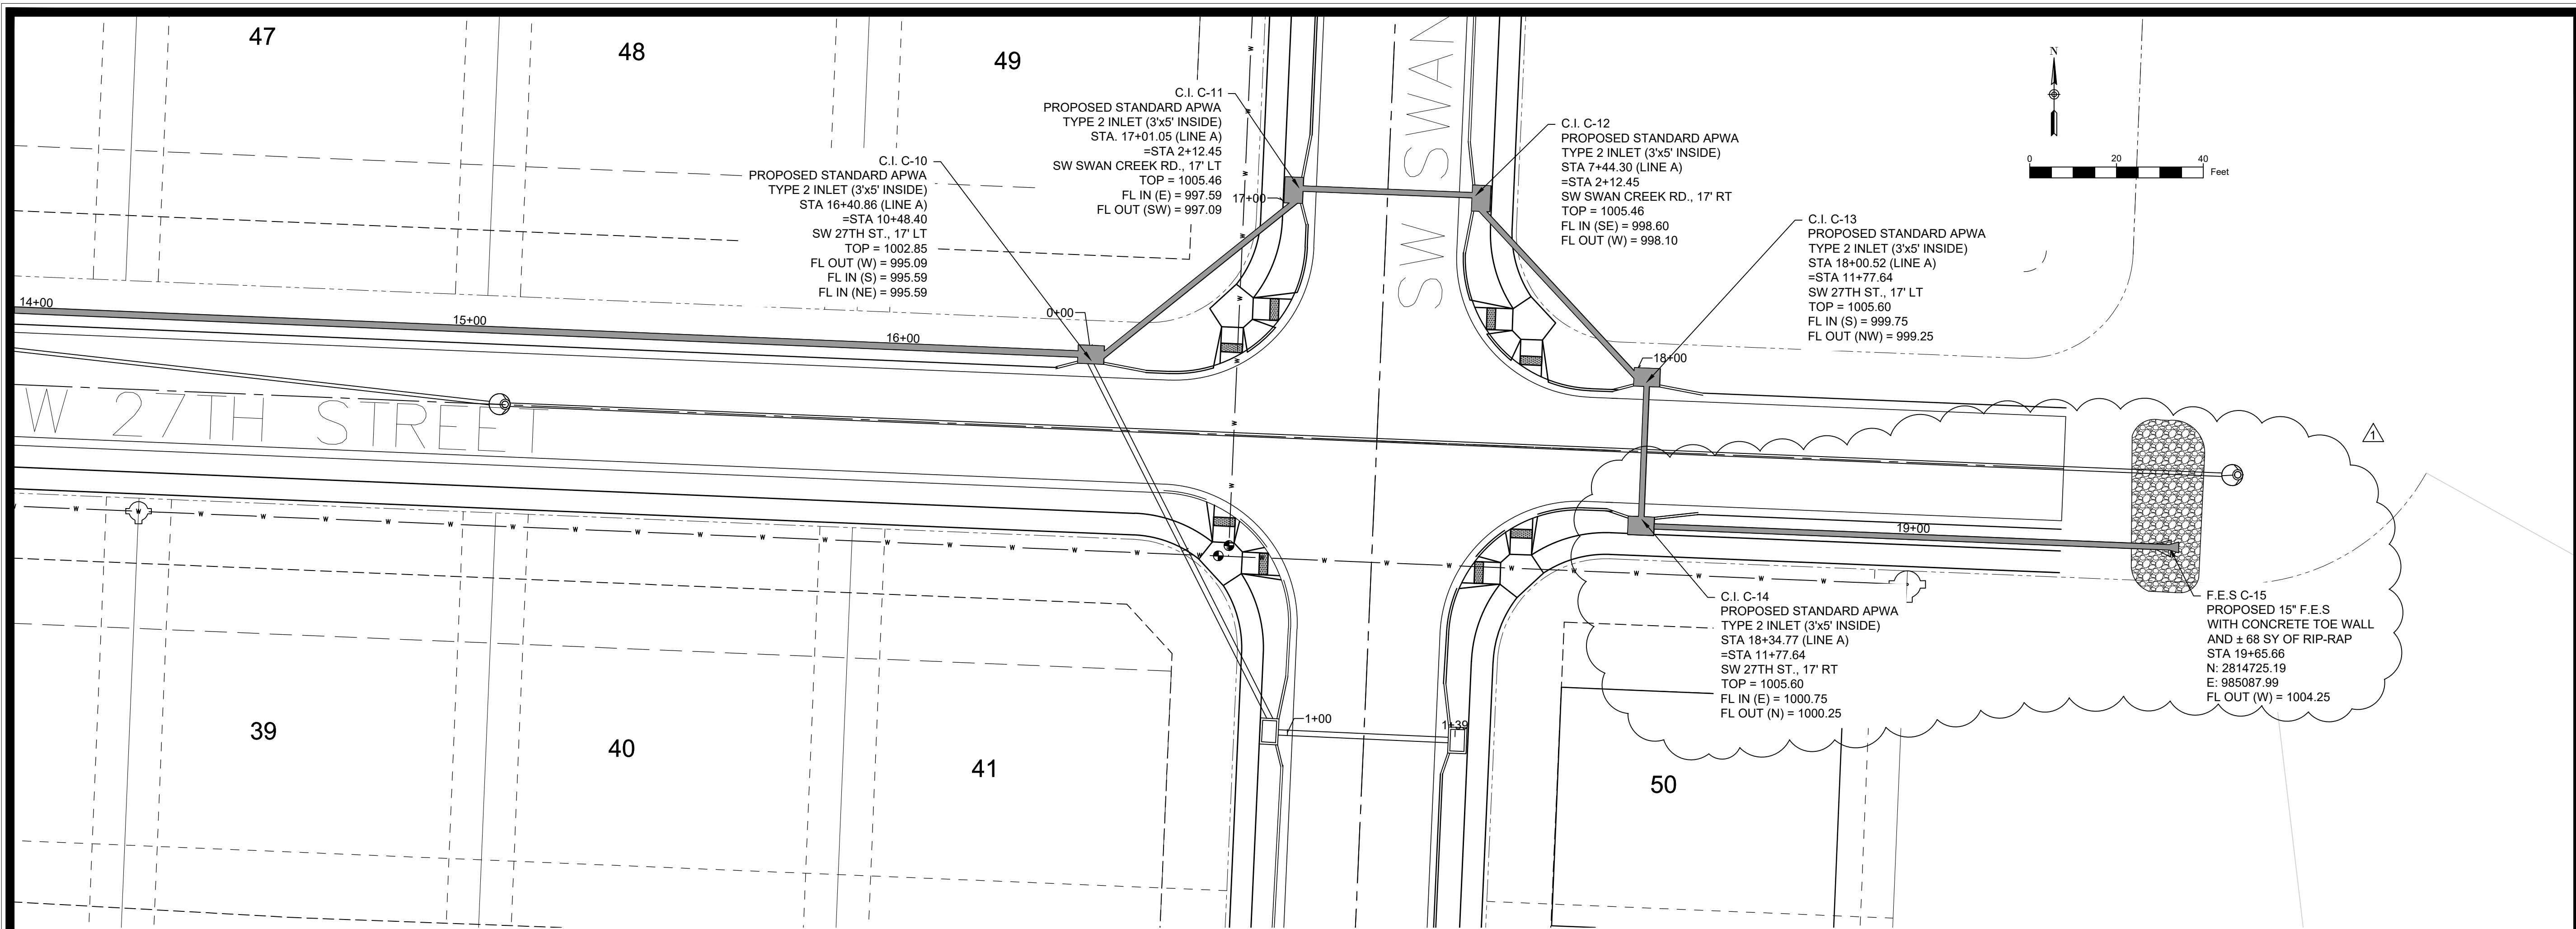 47
48
49
C.I. C-11
PROPOSED STANDARD APWA
TYPE 2 INLET (3'x5' INSIDE)
STA. 17+01.05 (LINE A)
=STA 2+12.45
SW SWAN CREEK RD., 17' LT
TOP = 1005.46
FL IN (E) = 997.59
FL OUT (SW) = 997.09
C.I. C-10
PROPOSED STANDARD APWA
TYPE 2 INLET (3'x5' INSIDE)
STA 16+40.86 (LINE A)
=STA 10+48.40
SW 27TH ST., 17' LT
TOP = 1002.85
FL OUT (W) = 995.09
FL IN (S) = 995.59
FL IN (NE) = 995.59
SW SWAN
C.I. C-12
PROPOSED STANDARD APWA
TYPE 2 INLET (3'x5' INSIDE)
STA 7+44.30 (LINE A)
=STA 2+12.45
SW SWAN CREEK RD., 17' RT
TOP = 1005.46
FL IN (SE) = 998.60
FL OUT (W) = 998.10
C.I. C-13
PROPOSED STANDARD APWA
TYPE 2 INLET (3'x5' INSIDE)
STA 18+00.52 (LINE A)
=STA 11+77.64
SW 27TH ST., 17' LT
TOP = 1005.60
FL IN (S) = 999.75
FL OUT (NW) = 999.25
N
0 20 40
Feet
14+00
15+00
16+00
0+00
17+00
18+00
19+00
W 27TH STREET
1
W W W W W W W W W W W W W W W W W W W W W W W W W W W
1+00
1+39
39
40
41
50
C.I. C-14
PROPOSED STANDARD APWA
TYPE 2 INLET (3'x5' INSIDE)
STA 18+34.77 (LINE A)
=STA 11+77.64
SW 27TH ST., 17' RT
TOP = 1005.60
FL IN (E) = 1000.75
FL OUT (N) = 1000.25
F.E.S C-15
PROPOSED 15" F.E.S
WITH CONCRETE TOE WALL
AND ± 68 SY OF RIP-RAP
STA 19+65.66
N: 2814725.19
E: 985087.99
FL OUT (W) = 1004.25